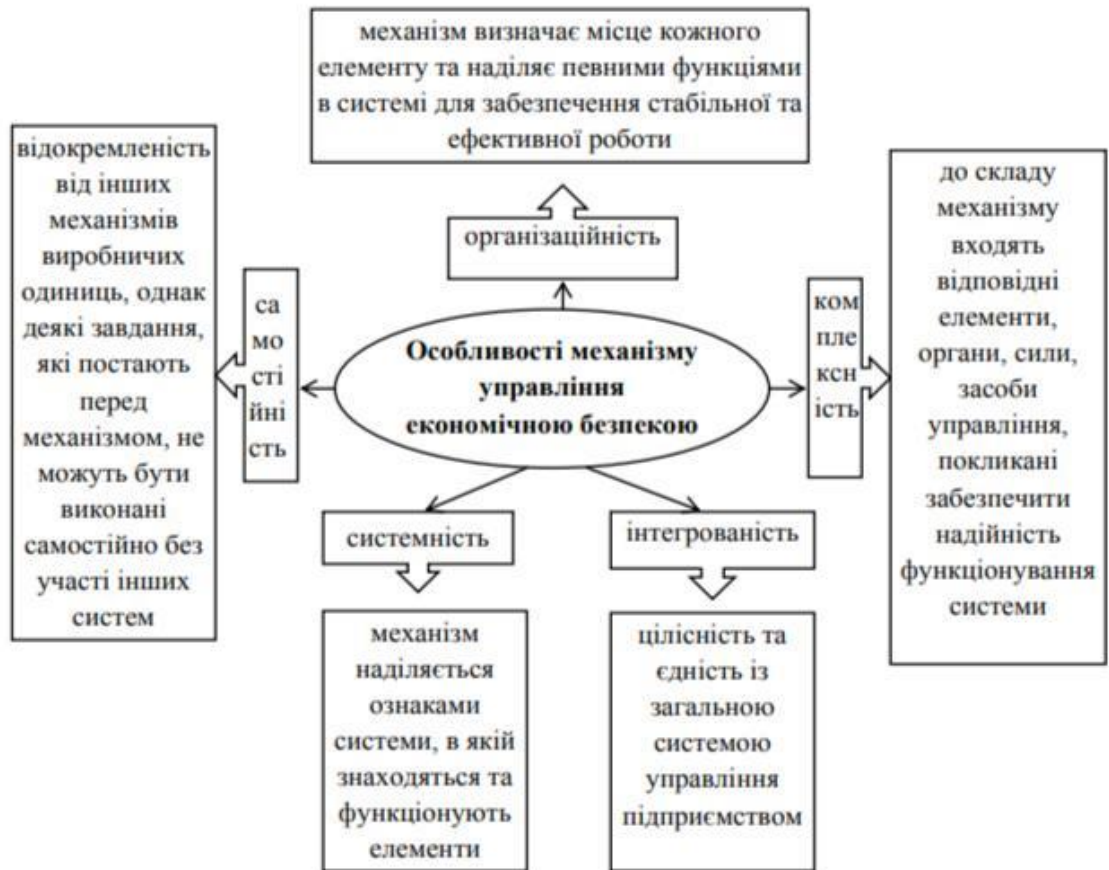 механізм визначає місце кожного
елементу та наділяє певними функціями
в системі для забезпечення стабільної та
ефективної роботи
організаційність
відокремленість
від інших
механізмів
виробничих
одиниць, однак
деякі завдання,
які постають
перед
механізмом, не
можуть бути
виконані
самостійно без
участі інших
систем
са
мо
сті
йні
сть
Особливості механізму
управління
економічною безпекою
ком
пле
ксн
ість
до складу
механізму
входять
відповідні
елементи,
органи, сили,
засоби
управління,
покликані
забезпечити
надійність
функціонування
системи
системність
механізм
наділяється
ознаками
системи, в якій
знаходяться та
функціонують
елементи
інтегрованість
цілісність та
єдність із
загальною
системою
управління
підприємством